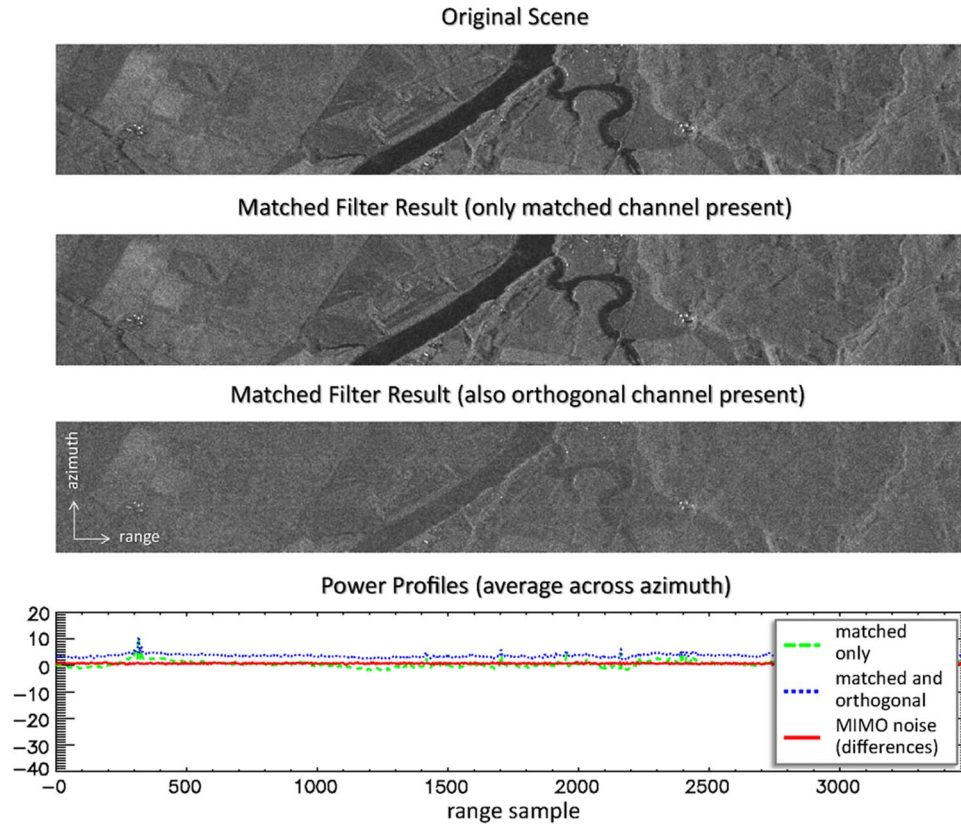 Original Scene
Matched Filter Result (only matched channel present)
Matched Filter Result (also orthogonal channel present)
azimuth
range
Power Profiles (average across azimuth)
20
10
0
−10
−20
−30
−40
matched
only
matched and
orthogonal
MIMO noise
(differences)
−0
500
1000
1500
2000
2500
3000
range sample